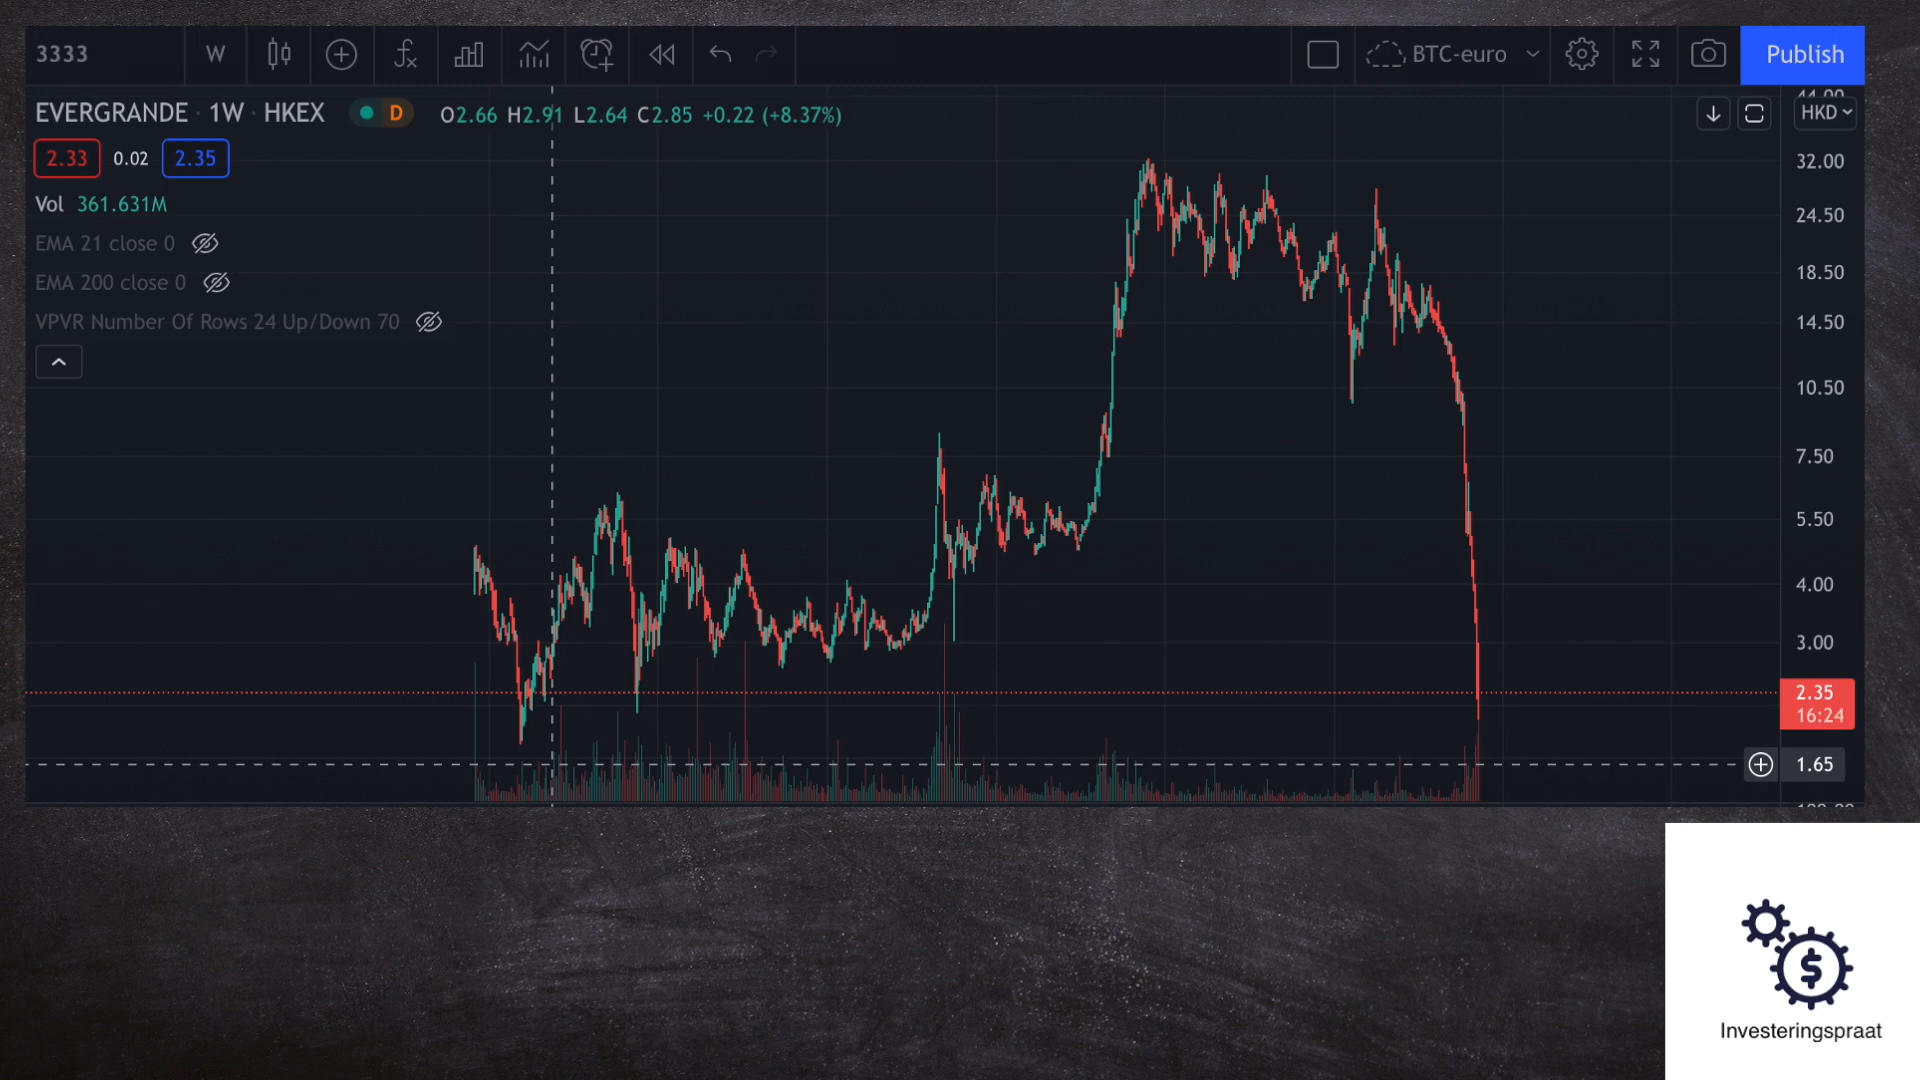 3333 W BTC-euro Publish
EVERGRANDE · 1W · HKEX D O2.66 H2.91 L2.64 C2.85 +0.22 (+8.37%)
HKD
2.33 0.02 2.35
Vol 361.631M
EMA 21 close 0
EMA 200 close 0
VPVR Number Of Rows 24 Up/Down 70
44.00
32.00
24.50
18.50
14.50
10.50
7.50
5.50
4.00
3.00
2.35
16:24
1.65
Investeringspraat